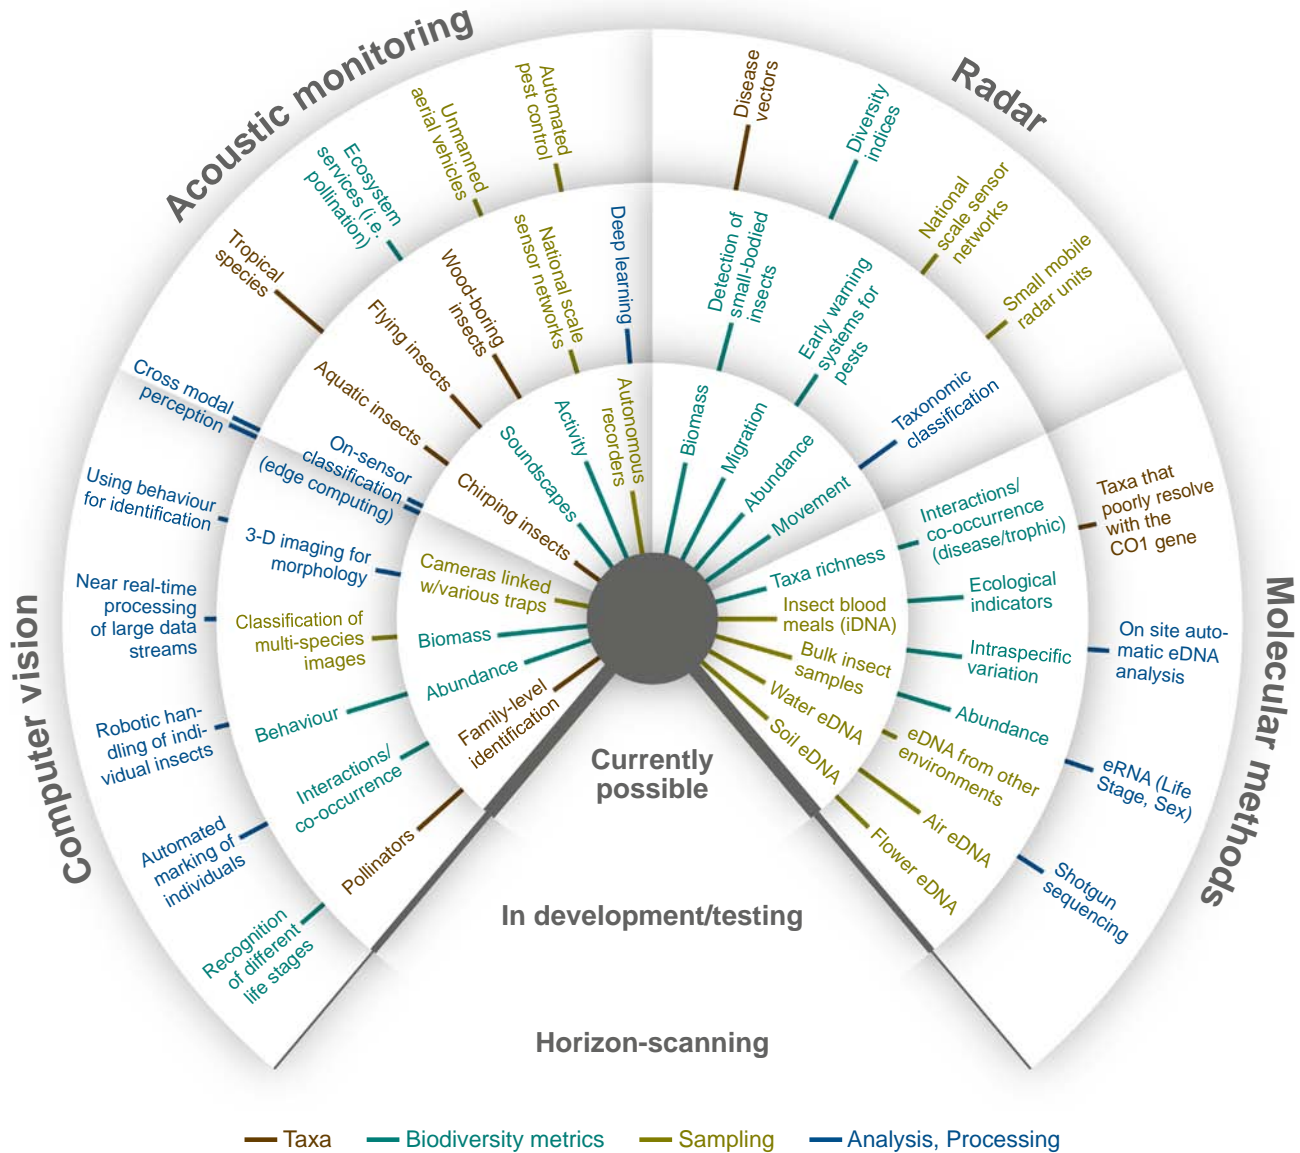 Acoustic monitoring
Radar
Computer vision
Molecular methods
Automated
pest control
Unmanned
aerial vehicles
Ecosystem
services (i.e.
pollination)
Tropical
species
Cross modal
perception
Deep learning
National scale
sensor networks
Wood-boring
insects
Flying insects
Aquatic insects
On-sensor
classification
(edge computing)
Autonomous
recorders
Activity
Soundscapes
Chirping insects
Disease
vectors
Diversity
indices
National
scale sensor
networks
Small mobile
radar units
Detection of
small-bodied
insects
Early warning
systems for
pests
Taxonomic
classification
Biomass
Migration
Abundance
Movement
Using behaviour
for identification
Near real-time
processing
of large data
streams
Robotic han-
dling of indi-
vidual insects
Automated
marking of
individuals
Recognition
of different
life stages
3-D imaging for
morphology
Classification of
multi-species
images
Behaviour
Interactions/
co-occurrence
Pollinators
Cameras linked
w/various traps
Biomass
Abundance
Family-level
identification
Taxa richness
Insect blood
meals (iDNA)
Bulk insect
samples
Water eDNA
Soil eDNA
Interactions/
co-occurrence
(disease/trophic)
Ecological
indicators
Intraspecific
variation
Abundance
eDNA from other
environments
Air eDNA
Flower eDNA
Taxa that
poorly resolve
with the
CO1 gene
On site auto-
matic eDNA
analysis
eRNA (Life
Stage, Sex)
Shotgun
sequencing
Currently
possible
In development/testing
Horizon-scanning
Taxa
Biodiversity metrics
Sampling
Analysis, Processing